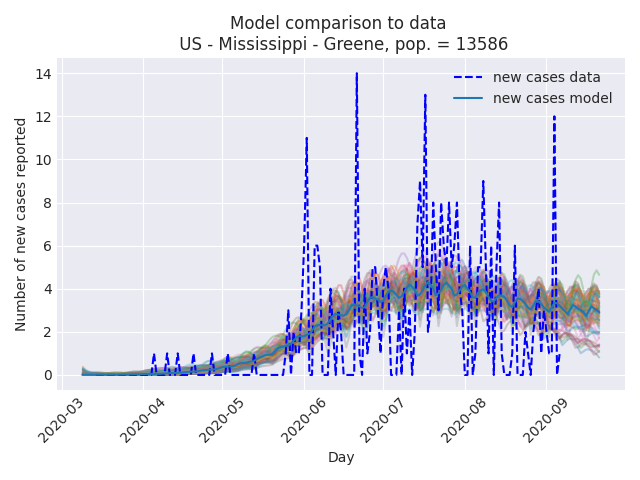 Model comparison to data
US - Mississippi - Greene, pop. = 13586
Number of new cases reported
14
12
10
8
6
4
2
0
new cases data
new cases model
2020-03
2020-04
2020-05
2020-06
2020-07
2020-08
2020-09
Day